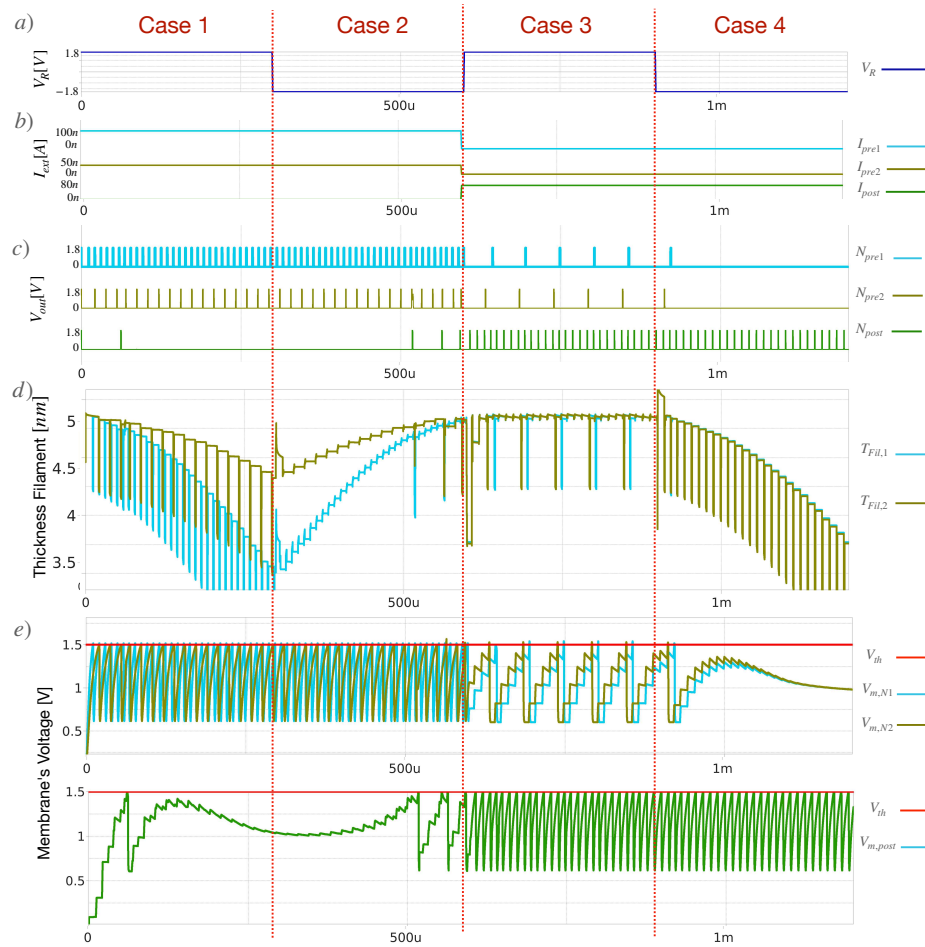 Case 1 Case 2 Case 3 Case 4
a)
V_R[V]
1.8
−1.8
0 500u 1m
V_R
b)
I_ext[A]
100n
0n
50n
0n
80n
0n
0 500u 1m
I_pre1
I_pre2
I_post
c)
V_out[V]
1.8
0
1.8
0
1.8
0
0 500u 1m
N_pre1
N_pre2
N_post
d)
Thickness Filament [nm]
5
4.5
4
3.5
0 500u 1m
T_Fil,1
T_Fil,2
e)
Membrane's Voltage [V]
1.5
1
0.5
0 500u 1m
V_th
V_m,N1
V_m,N2
1.5
1
0.5
0 500u 1m
V_th
V_m,post